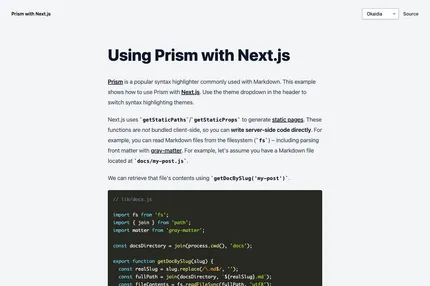 Prism with Next.js
Okaidia
Source
Using Prism with Next.js
Prism is a popular syntax highlighter commonly used with Markdown. This example
shows how to use Prism with Next.js. Use the theme dropdown in the header to
switch syntax highlighting themes.
Next.js uses `getStaticPaths`/`getStaticProps` to generate static pages. These
functions are not bundled client-side, so you can write server-side code directly. For
example, you can read Markdown files from the filesystem (`fs`) – including parsing
front matter with gray-matter. For example, let's assume you have a Markdown file
located at `docs/my-post.js`.
We can retrieve that file's contents using `getDocBySlug('my-post')`.
// lib/docs.js
import fs from 'fs';
import { join } from 'path';
import matter from 'gray-matter';
const docsDirectory = join(process.cwd(), 'docs');
export function getDocBySlug(slug) {
const realSlug = slug.replace(/\.md$/, '');
const fullPath = join(docsDirectory, `${realSlug}.md`);
const fileContents = fs.readFileSync(fullPath, 'utf8');